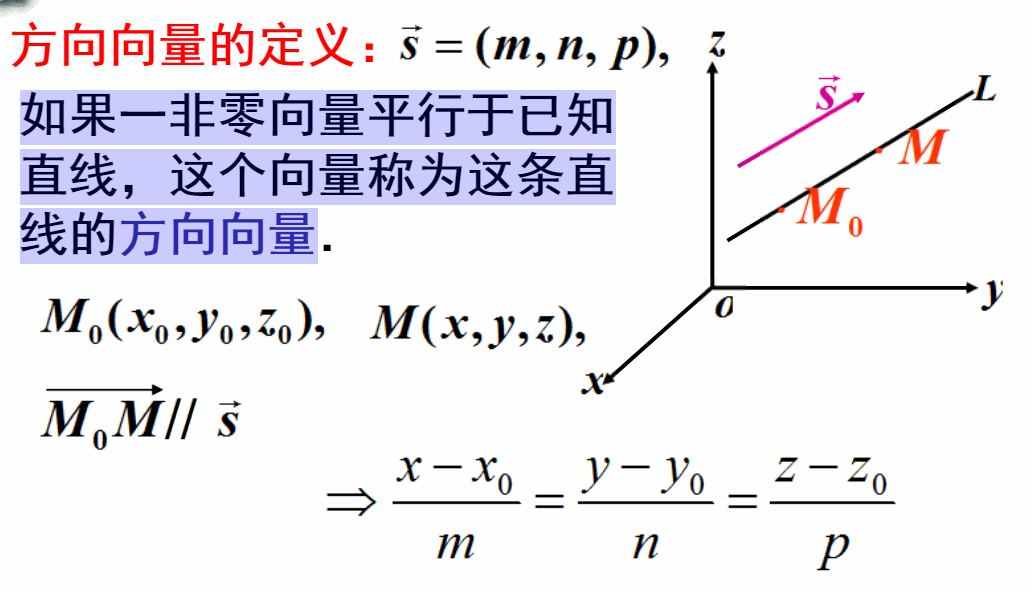 方向向量的定义：$\vec{s} = (m, n, p),$
如果一非零向量平行于已知
直线，这个向量称为这条直
线的方向向量.
$M_0(x_0, y_0, z_0),$ $M(x, y, z),$
$\overrightarrow{M_0M} // \vec{s}$
$\Rightarrow \frac{x - x_0}{m} = \frac{y - y_0}{n} = \frac{z - z_0}{p}$
z
$\vec{s}$
L
M
$M_0$
o
y
x